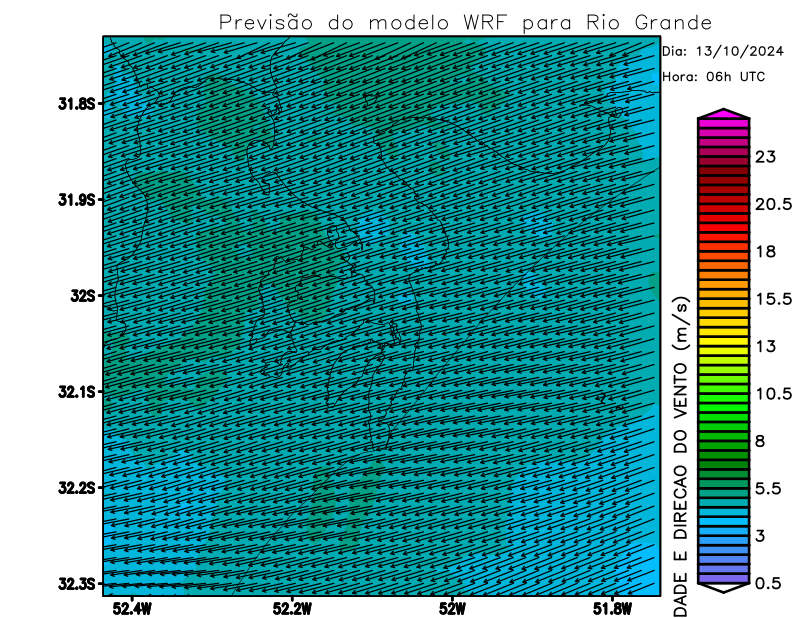 Previsão do modelo WRF para Rio Grande
Dia: 13/10/2024
Hora: 06h UTC
31.8S
31.9S
32S
32.1S
32.2S
32.3S
52.4W
52.2W
52W
51.8W
DADE E DIRECAO DO VENTO (m/s)
23
20.5
18
15.5
13
10.5
8
5.5
3
0.5